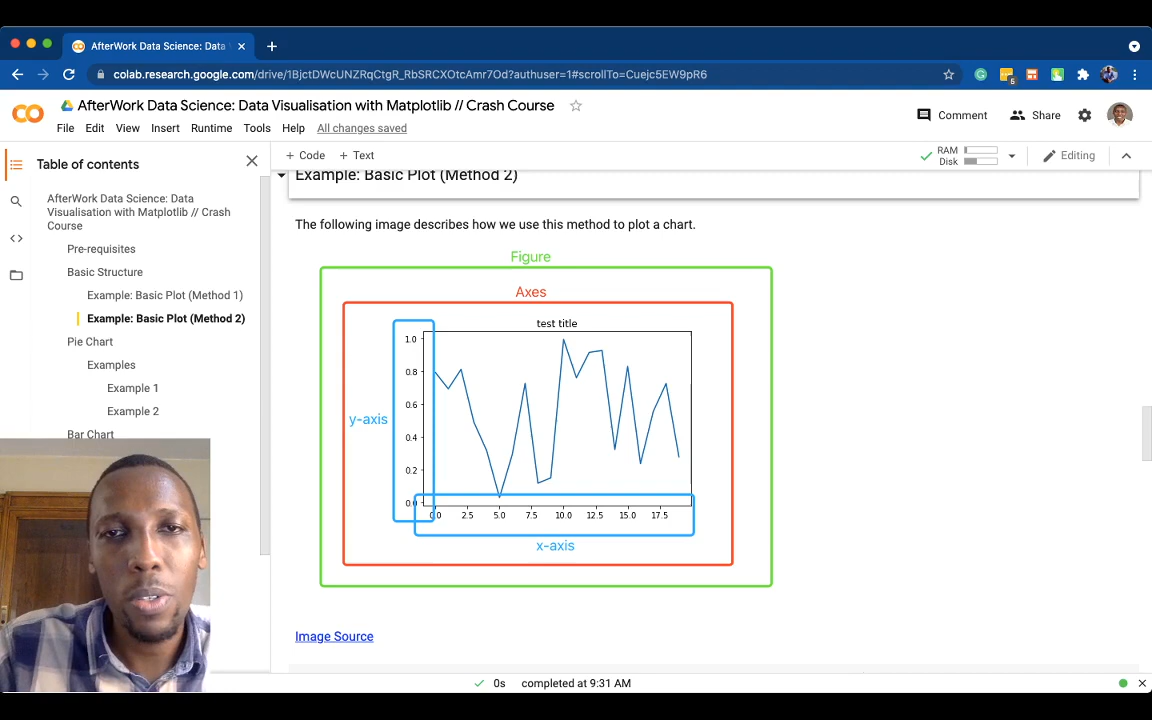 AfterWork Data Science: Data
colab.research.google.com/drive/1BjctDWcUNZRqCtgR_RbSRCXOtcAmr7Od?authuser=1#scrollTo=Cuejc5EW9pR6
6
AfterWork Data Science: Data Visualisation with Matplotlib // Crash Course
File Edit View Insert Runtime Tools Help All changes saved
Comment Share
Table of contents
+ Code + Text
RAM
Disk
Editing
AfterWork Data Science: Data
Visualisation with Matplotlib // Crash
Course
Pre-requisites
Basic Structure
Example: Basic Plot (Method 1)
Example: Basic Plot (Method 2)
Pie Chart
Examples
Example 1
Example 2
Bar Chart
Example: Basic Plot (Method 2)
The following image describes how we use this method to plot a chart.
Figure
Axes
test title
1.0
0.8
0.6
0.4
0.2
0.0
y-axis
0.0 2.5 5.0 7.5 10.0 12.5 15.0 17.5
x-axis
Image Source
0s completed at 9:31 AM